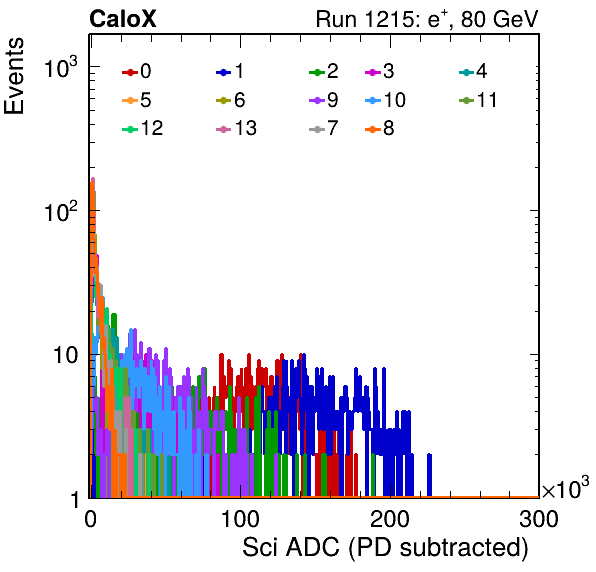 CaloX Run 1215: e⁺, 80 GeV
Events
10³
0 1 2 3 4
5 6 9 10 11
12 13 7 8
10²
10
1
0 100 200 300
×10³
Sci ADC (PD subtracted)